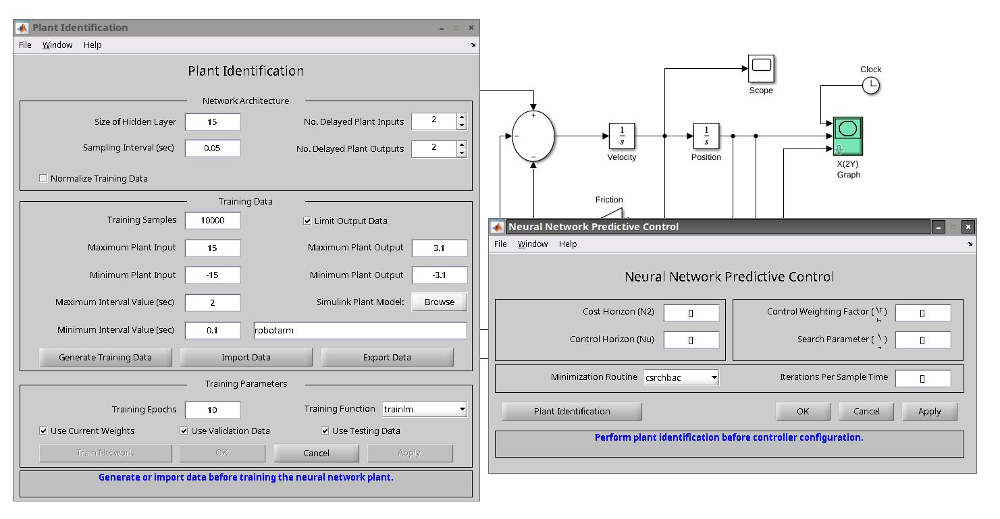 Plant Identification
File Window Help
Plant Identification
Network Architecture
Size of Hidden Layer 15 No. Delayed Plant Inputs 2
Sampling Interval (sec) 0.05 No. Delayed Plant Outputs 2
Normalize Training Data
Training Data
Training Samples 10000 Limit Output Data
Maximum Plant Input 15 Maximum Plant Output 3.1
Minimum Plant Input -15 Minimum Plant Output -3.1
Maximum Interval Value (sec) 2 Simulink Plant Model: Browse
Minimum Interval Value (sec) 0.1 robotarm
Generate Training Data Import Data Export Data
Training Parameters
Training Epochs 10 Training Function trainlm
Use Current Weights Use Validation Data Use Testing Data
Train Network OK Cancel Apply
Generate or import data before training the neural network plant.
Clock
Scope
+
− 1/s 1/s
−
Velocity Position
X(2Y)
Graph
Friction
Neural Network Predictive Control
File Window Help
Neural Network Predictive Control
Cost Horizon (N2) [] Control Weighting Factor ( \r )
Control Horizon (Nu) [] Search Parameter ( \ )
Minimization Routine csrchbac Iterations Per Sample Time []
Plant Identification OK Cancel Apply
Perform plant identification before controller configuration.